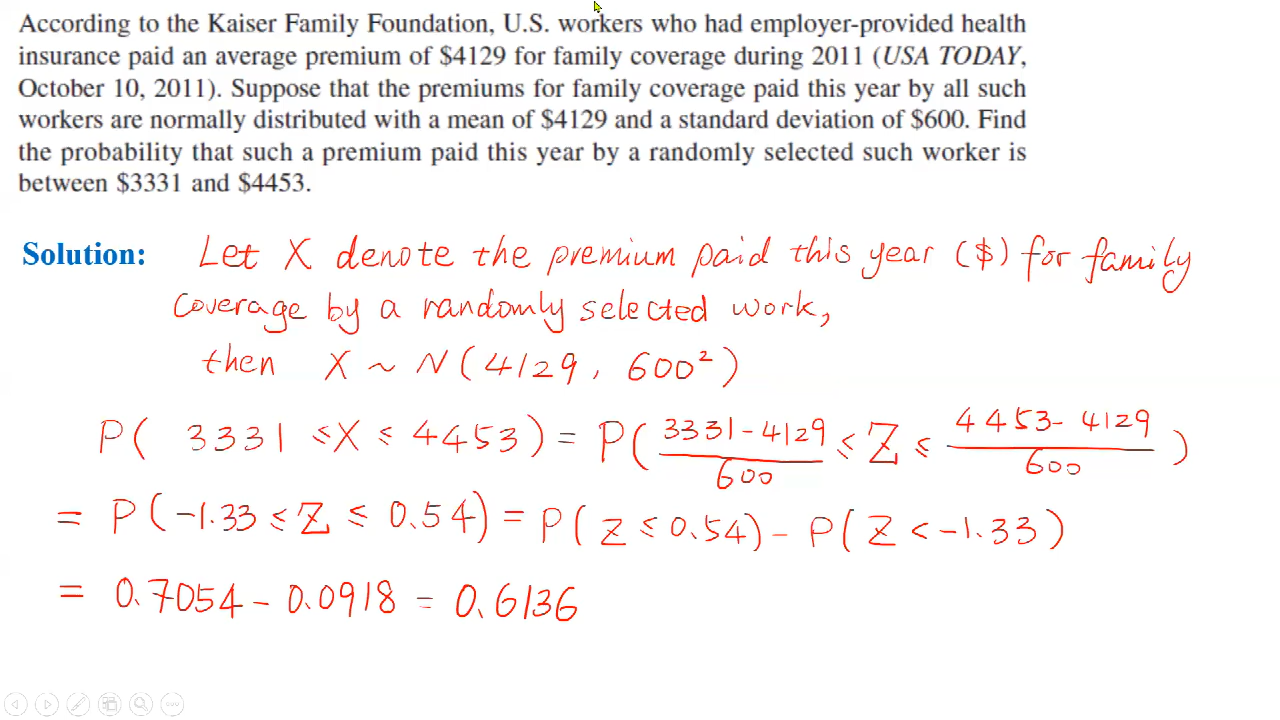 According to the Kaiser Family Foundation, U.S. workers who had employer-provided health
insurance paid an average premium of $4129 for family coverage during 2011 (USA TODAY,
October 10, 2011). Suppose that the premiums for family coverage paid this year by all such
workers are normally distributed with a mean of $4129 and a standard deviation of $600. Find
the probability that such a premium paid this year by a randomly selected such worker is
between $3331 and $4453.
Solution: Let X denote the premium paid this year ($) for family
coverage by a randomly selected work,
then X ~ N(4129, 600²)
P( 3331 ≤ X ≤ 4453) = P( (3331-4129)/600 ≤ Z ≤ (4453-4129)/600 )
= P(-1.33 ≤ Z ≤ 0.54) = P( Z ≤ 0.54) - P( Z < -1.33 )
= 0.7054 - 0.0918 = 0.6136